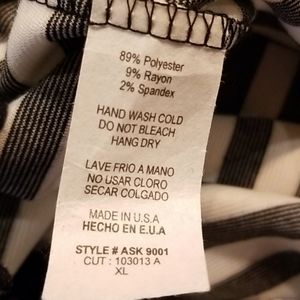 89% Polyester
9% Rayon
2% Spandex
HAND WASH COLD
DO NOT BLEACH
HANG DRY
LAVE FRIO A MANO
NO USAR CLORO
SECAR COLGADO
MADE IN U.S.A
HECHO EN E.U.A
STYLE # ASK 9001
CUT : 103013 A
XL